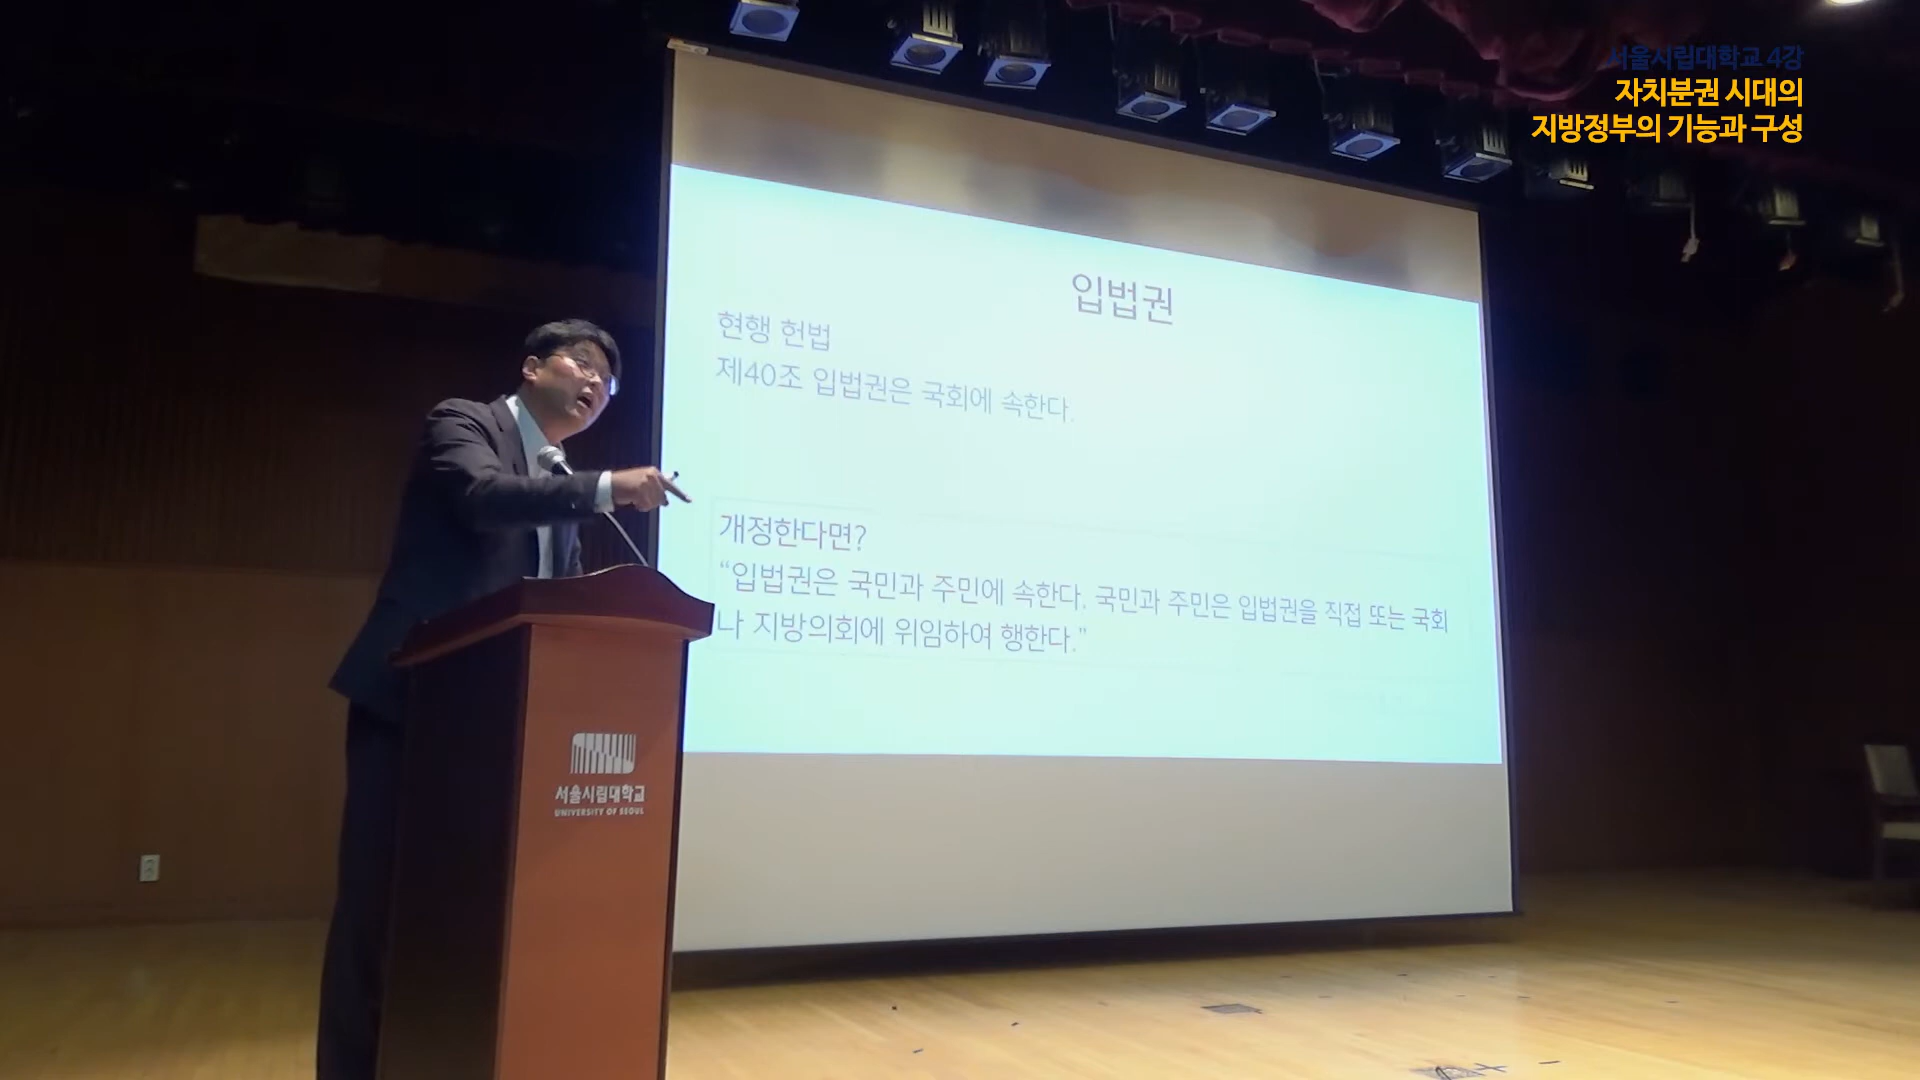 서울시립대학교 4강
자치분권 시대의
지방정부의 기능과 구성
입법권
현행 헌법
제40조 입법권은 국회에 속한다.
개정한다면?
“입법권은 국민과 주민에 속한다. 국민과 주민은 입법권을 직접 또는 국회
나 지방의회에 위임하여 행한다.”
서울시립대학교
UNIVERSITY OF SEOUL